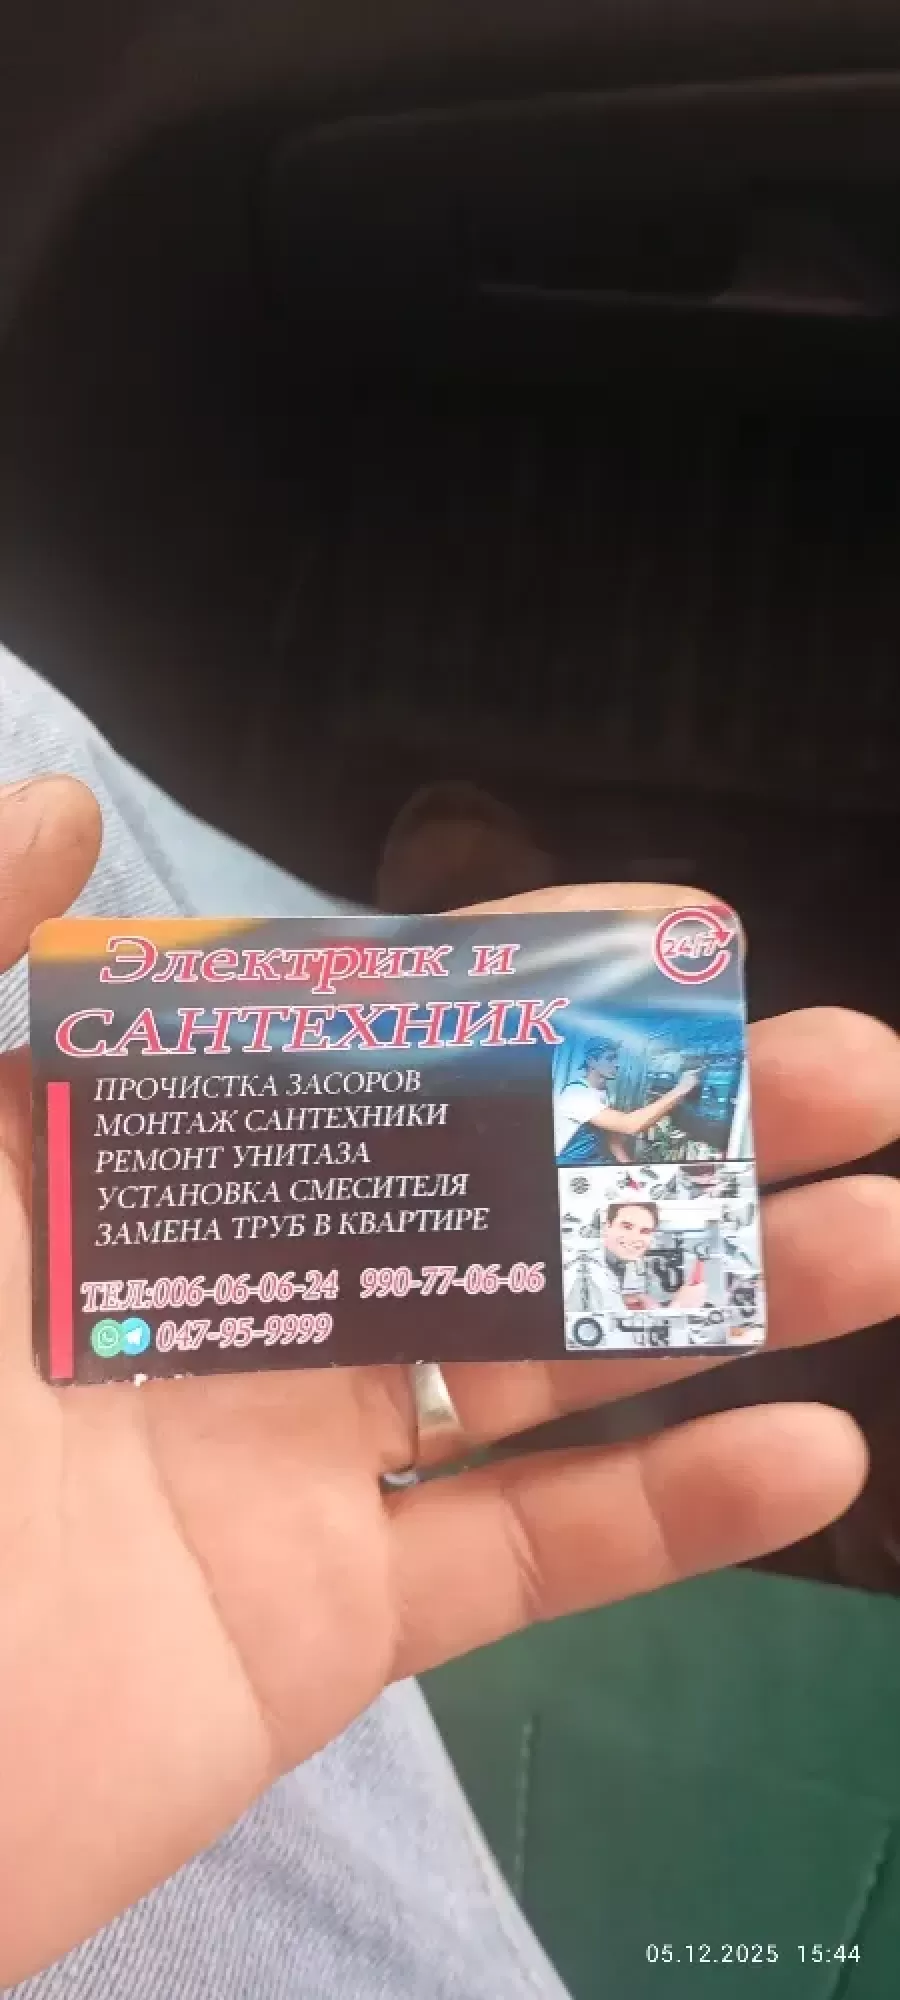 Электрик и
24/7
САНТЕХНИК
ПРОЧИСТКА ЗАСОРОВ
МОНТАЖ САНТЕХНИКИ
РЕМОНТ УНИТАЗА
УСТАНОВКА СМЕСИТЕЛЯ
ЗАМЕНА ТРУБ В КВАРТИРЕ
ТЕЛ:006-06-06-24 990-77-06-06
047-95-9999
05.12.2025 15:44